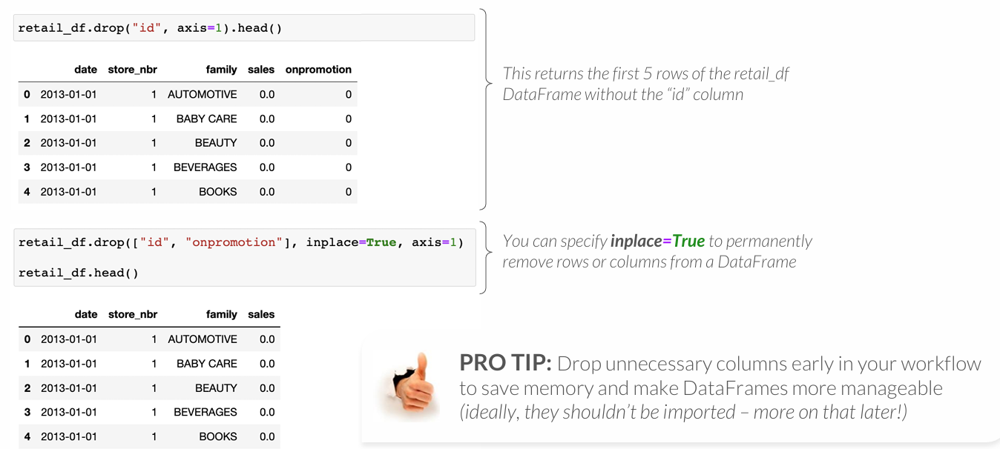 retail_df.drop("id", axis=1).head()
date store_nbr family sales onpromotion
0 2013-01-01 1 AUTOMOTIVE 0.0 0
1 2013-01-01 1 BABY CARE 0.0 0
2 2013-01-01 1 BEAUTY 0.0 0
3 2013-01-01 1 BEVERAGES 0.0 0
4 2013-01-01 1 BOOKS 0.0 0
This returns the first 5 rows of the retail_df
DataFrame without the “id” column
retail_df.drop(["id", "onpromotion"], inplace=True, axis=1)
retail_df.head()
You can specify inplace=True to permanently
remove rows or columns from a DataFrame
date store_nbr family sales
0 2013-01-01 1 AUTOMOTIVE 0.0
1 2013-01-01 1 BABY CARE 0.0
2 2013-01-01 1 BEAUTY 0.0
3 2013-01-01 1 BEVERAGES 0.0
4 2013-01-01 1 BOOKS 0.0
PRO TIP: Drop unnecessary columns early in your workflow
to save memory and make DataFrames more manageable
(ideally, they shouldn’t be imported – more on that later!)